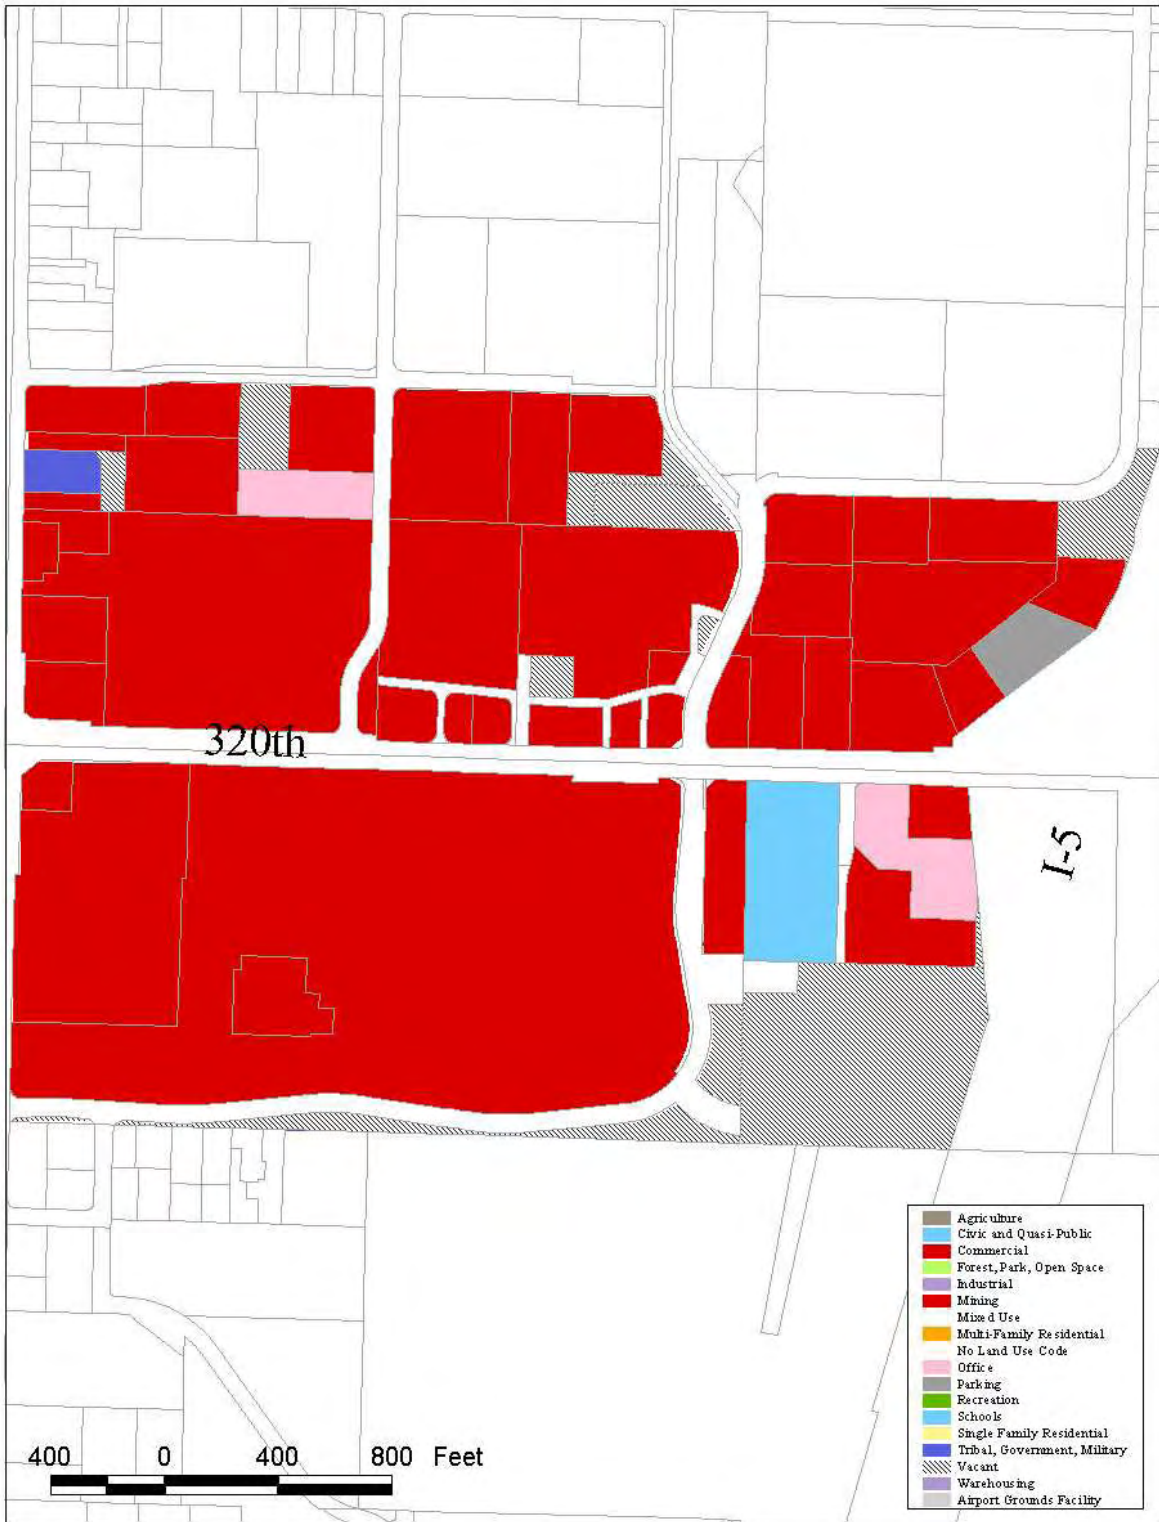 320th
I-5
Agriculture
Civic and Quasi-Public
Commercial
Forest, Park, Open Space
Industrial
Mining
Mixed Use
Multi-Family Residential
No Land Use Code
Office
Parking
Recreation
Schools
Single Family Residential
Tribal, Government, Military
Vacant
Warehousing
Airport Grounds Facility
400 0 400 800 Feet